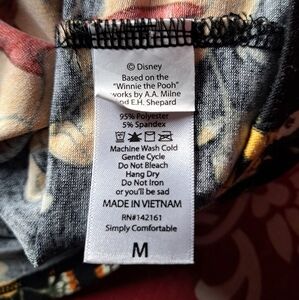 © Disney
Based on the
"Winnie the Pooh"
works by A.A. Milne
and E.H. Shepard
95% Polyester
5% Spandex
Machine Wash Cold
Gentle Cycle
Do Not Bleach
Hang Dry
Do Not Iron
or you'll be sad
MADE IN VIETNAM
RN#142161
Simply Comfortable
M